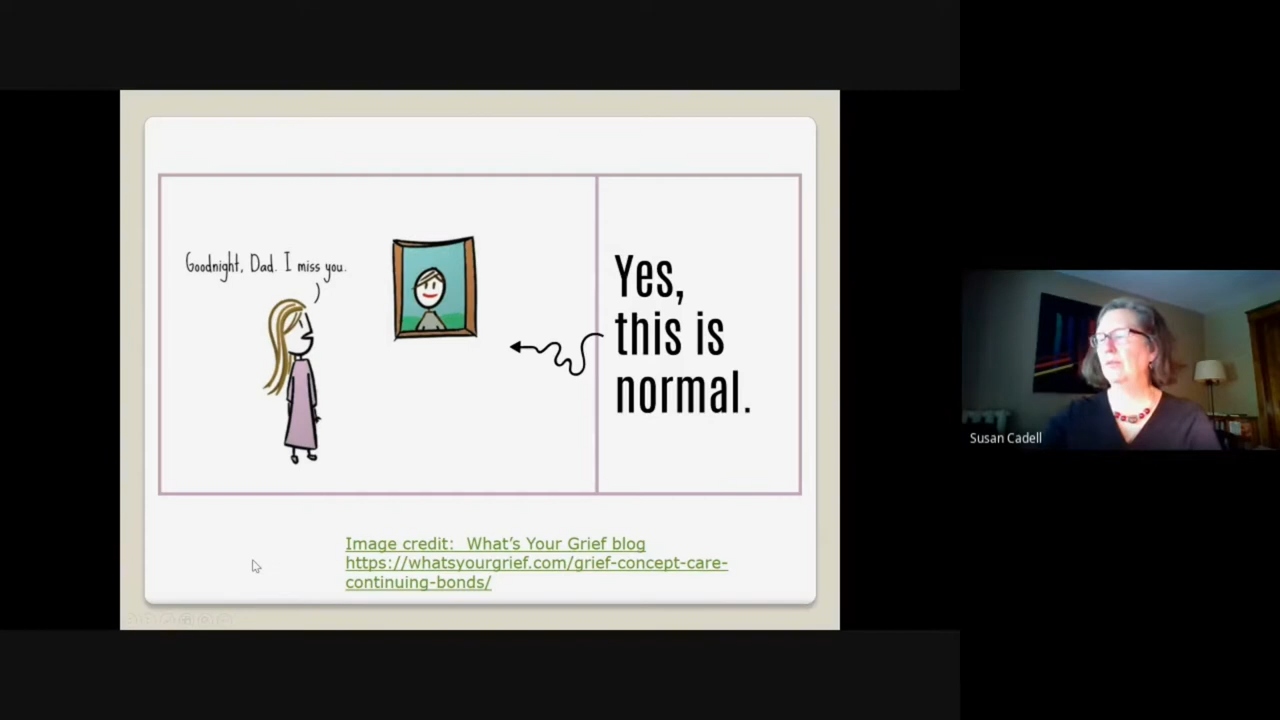 Goodnight, Dad. I miss you.
Yes,
this is
normal.
Image credit:  What's Your Grief blog
https://whatsyourgrief.com/grief-concept-care-
continuing-bonds/
Susan Cadell